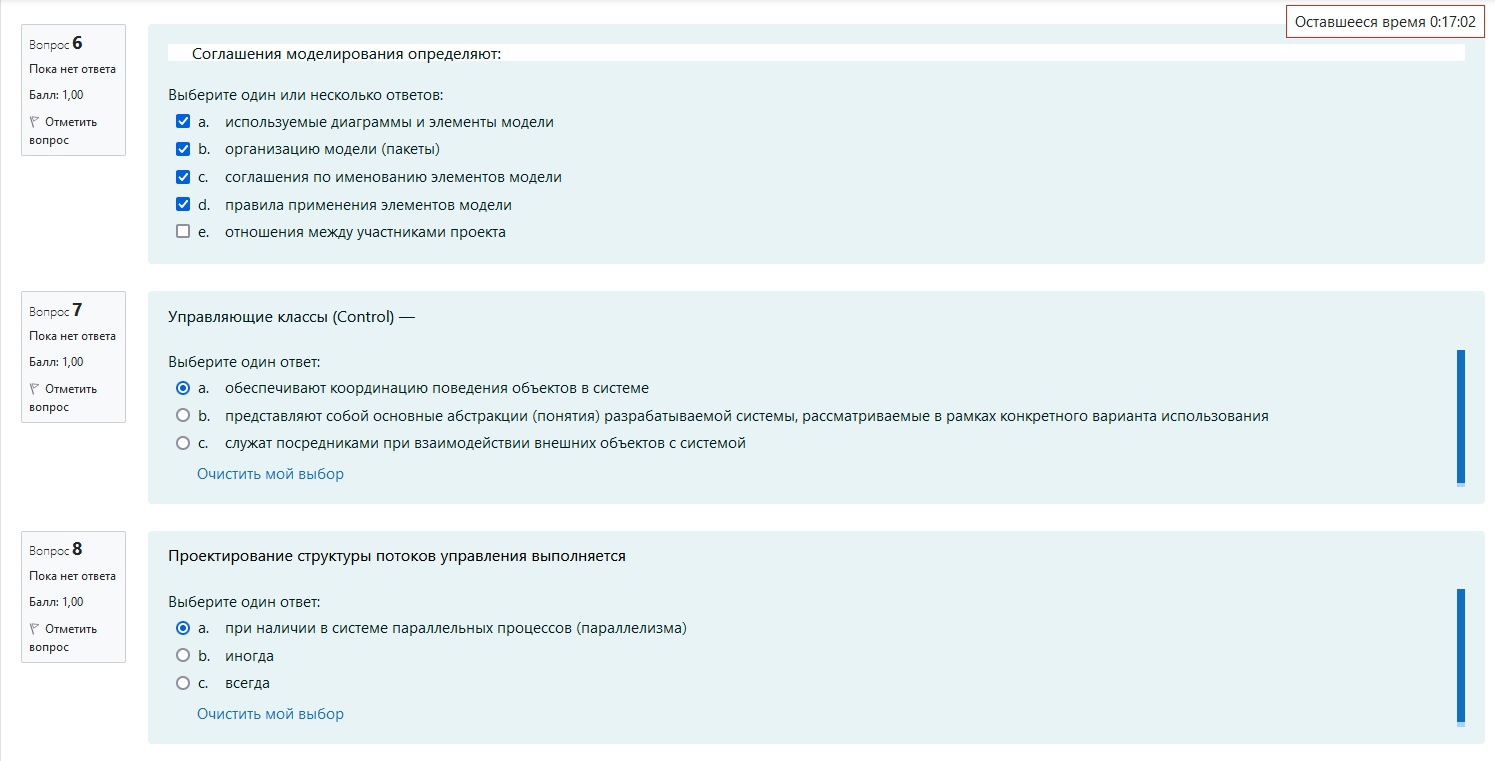 Оставшееся время 0:17:02
Вопрос 6
Пока нет ответа
Балл: 1,00
Отметить
вопрос
Соглашения моделирования определяют:
Выберите один или несколько ответов:
a. используемые диаграммы и элементы модели
b. организацию модели (пакеты)
c. соглашения по именованию элементов модели
d. правила применения элементов модели
e. отношения между участниками проекта
Вопрос 7
Пока нет ответа
Балл: 1,00
Отметить
вопрос
Управляющие классы (Control) —
Выберите один ответ:
a. обеспечивают координацию поведения объектов в системе
b. представляют собой основные абстракции (понятия) разрабатываемой системы, рассматриваемые в рамках конкретного варианта использования
c. служат посредниками при взаимодействии внешних объектов с системой
Очистить мой выбор
Вопрос 8
Пока нет ответа
Балл: 1,00
Отметить
вопрос
Проектирование структуры потоков управления выполняется
Выберите один ответ:
a. при наличии в системе параллельных процессов (параллелизма)
b. иногда
c. всегда
Очистить мой выбор